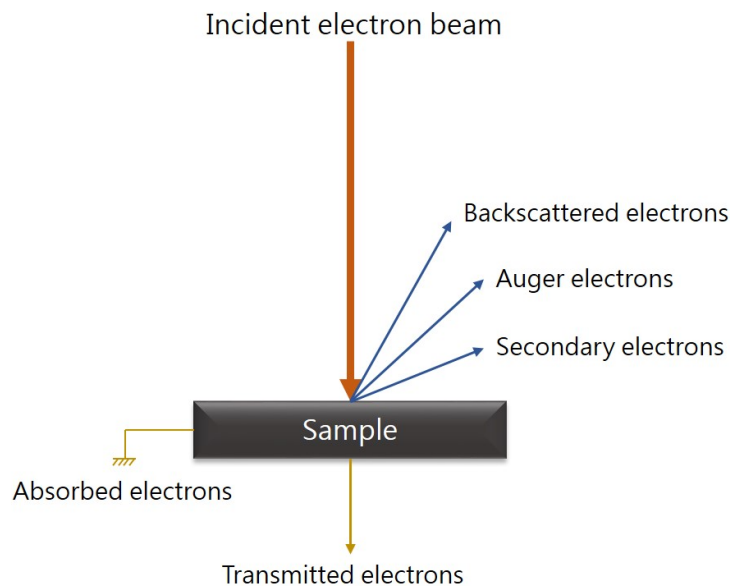 Incident electron beam
Backscattered electrons
Auger electrons
Secondary electrons
Sample
Absorbed electrons
Transmitted electrons